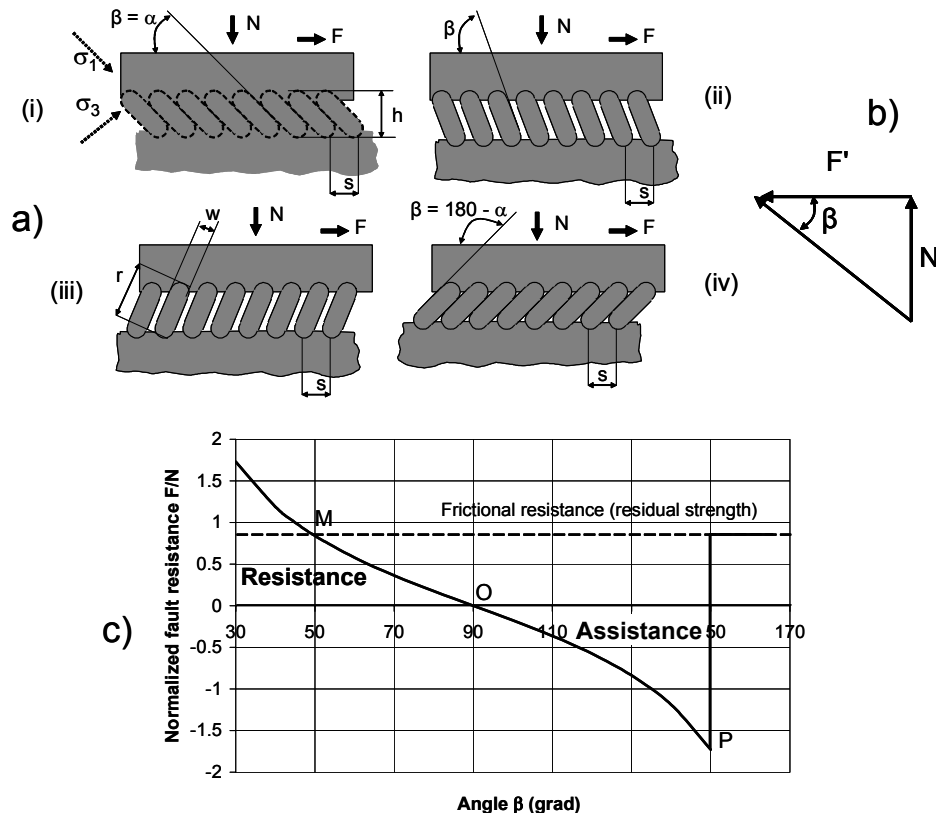 a)
(i)
β = α
N
F
σ1
σ3
h
s
(ii)
β
N
F
s
(iii)
w
N
F
r
s
(iv)
β = 180 - α
N
F
s
b)
F'
β
N
c)
Normalized fault resistance F/N
2
1.5
1
0.5
0
-0.5
-1
-1.5
-2
Frictional resistance (residual strength)
M
Resistance
O
Assistance
P
30 50 70 90 110 50 170
Angle β (grad)